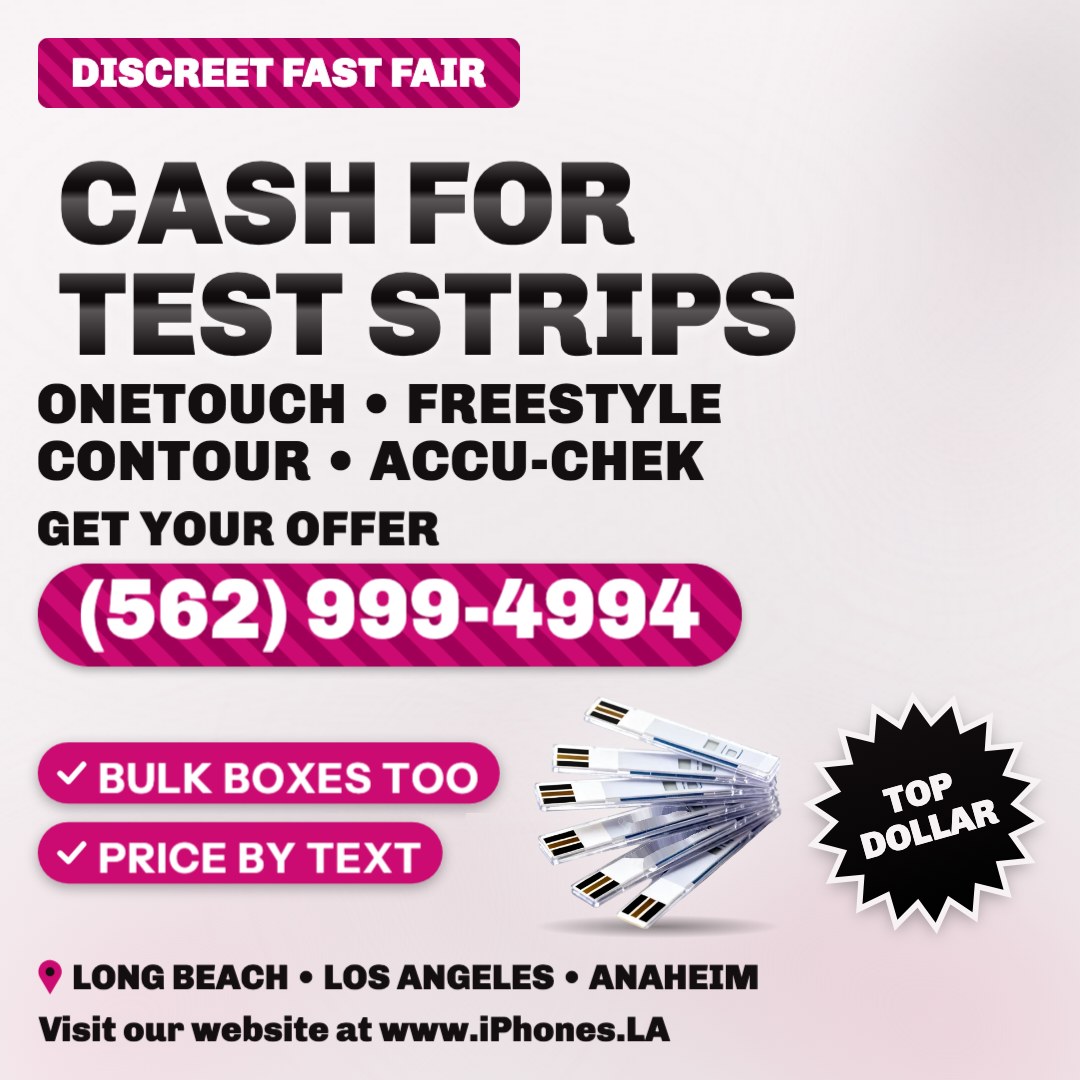 DISCREET FAST FAIR
CASH FOR
TEST STRIPS
ONETOUCH • FREESTYLE
CONTOUR • ACCU-CHEK
GET YOUR OFFER
(562) 999-4994
✓ BULK BOXES TOO
✓ PRICE BY TEXT
TOP
DOLLAR
LONG BEACH • LOS ANGELES • ANAHEIM
Visit our website at www.iPhones.LA